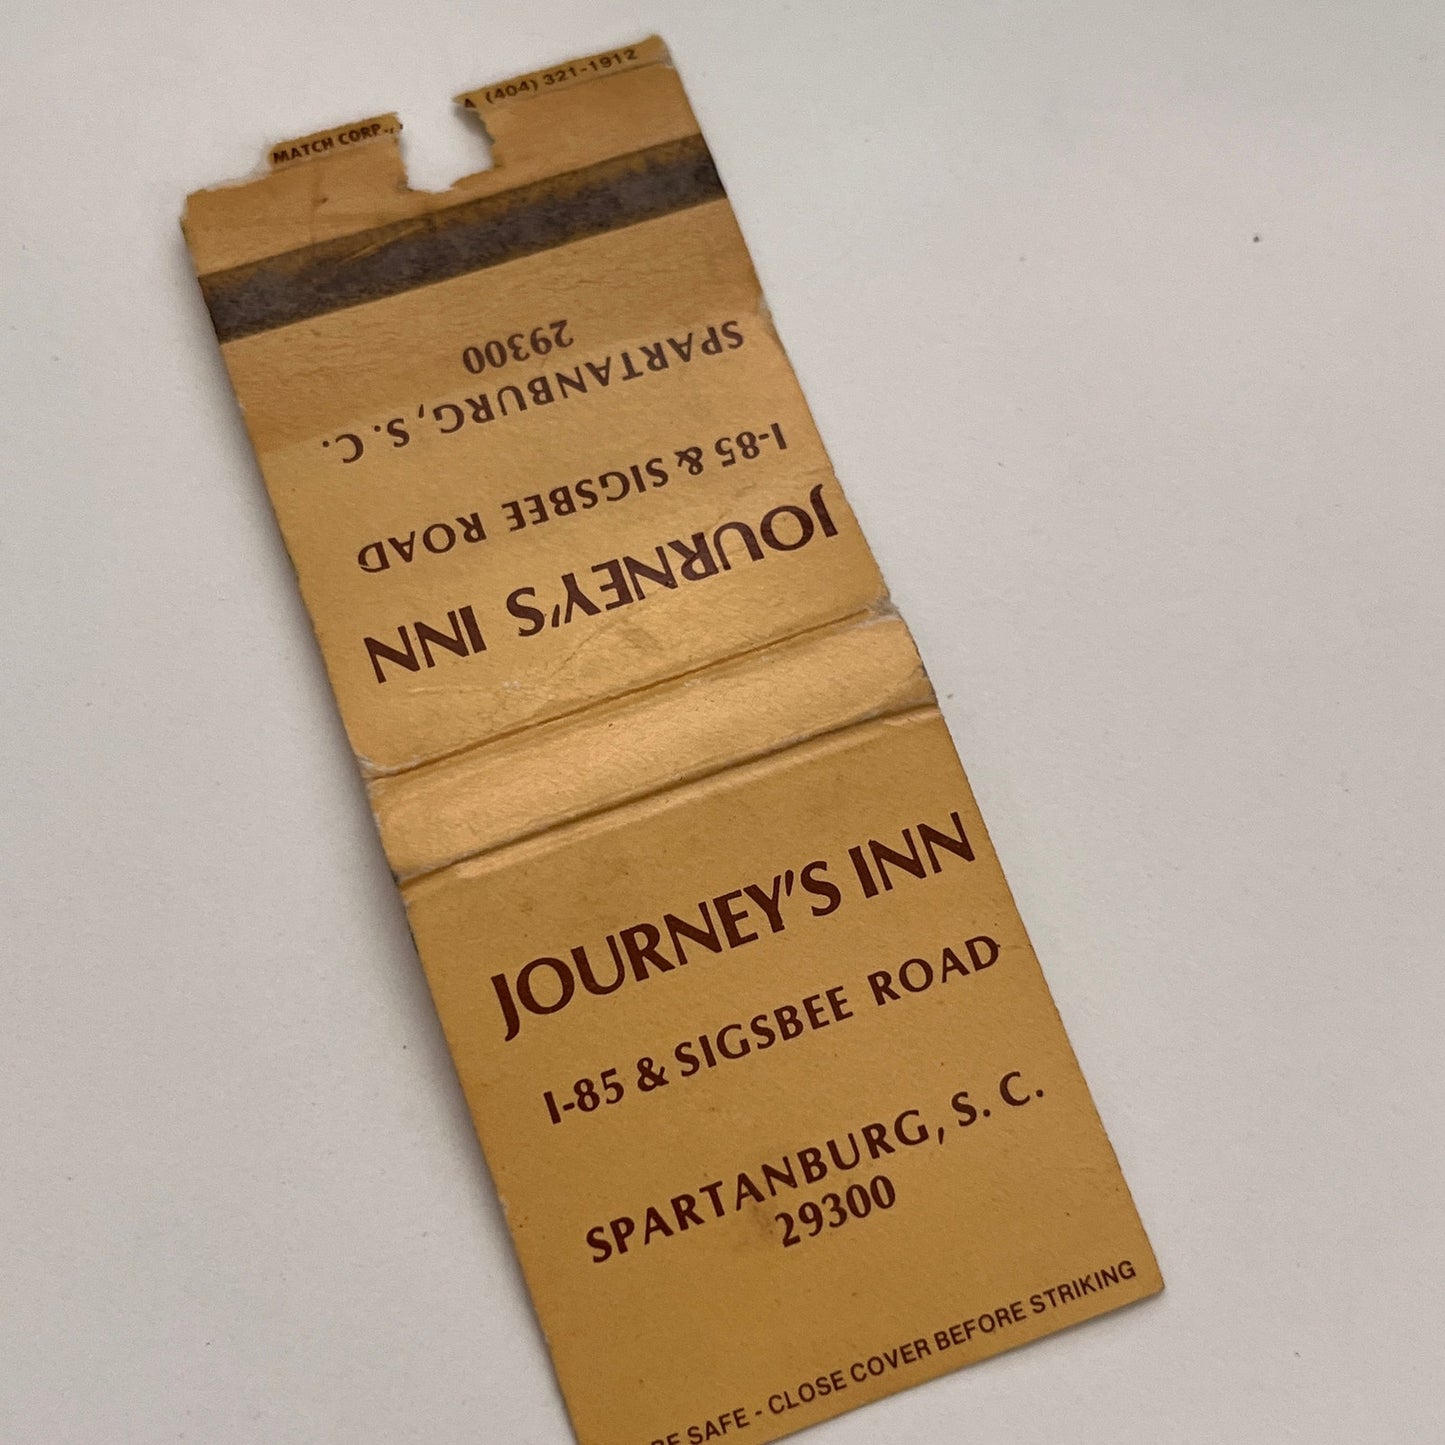 MATCH CORP., A (404) 321-1912
SPARTANBURG, S. C.
29300
I-85 & SIGSBEE ROAD
JOURNEY'S INN
JOURNEY'S INN
I-85 & SIGSBEE ROAD
SPARTANBURG, S. C.
29300
BE SAFE - CLOSE COVER BEFORE STRIKING